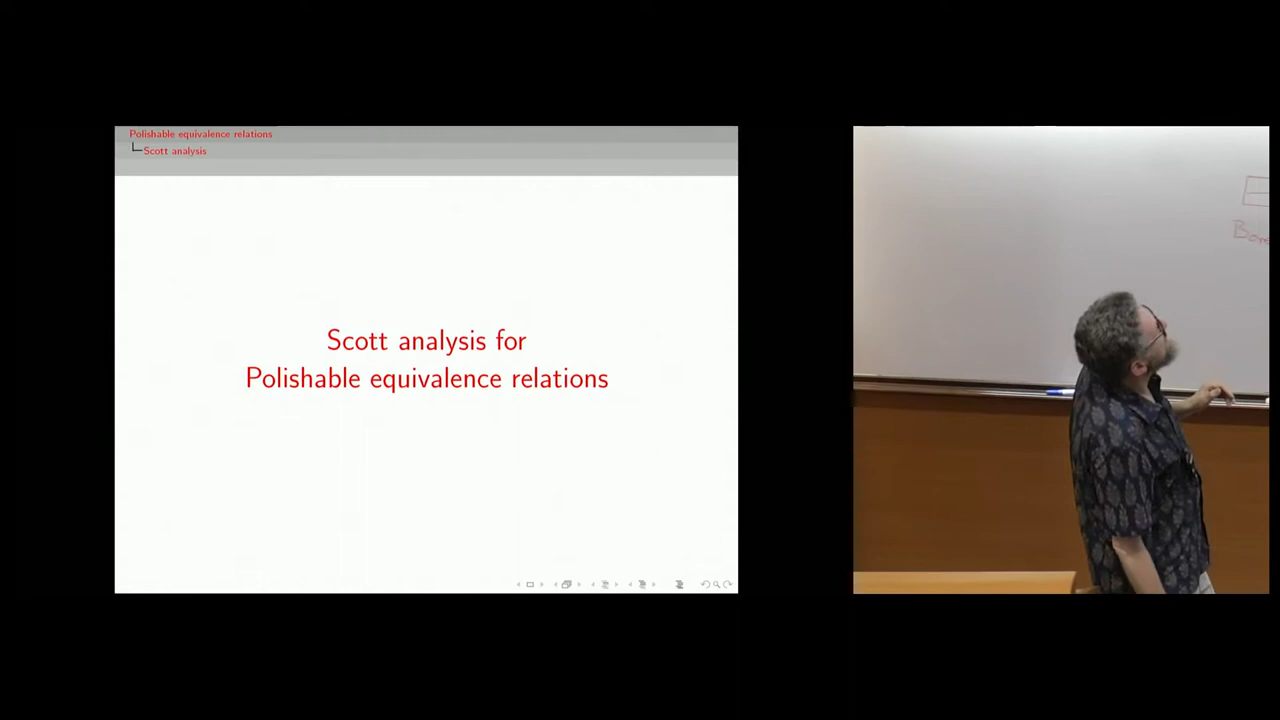 Polishable equivalence relations
Scott analysis
Scott analysis for
Polishable equivalence relations